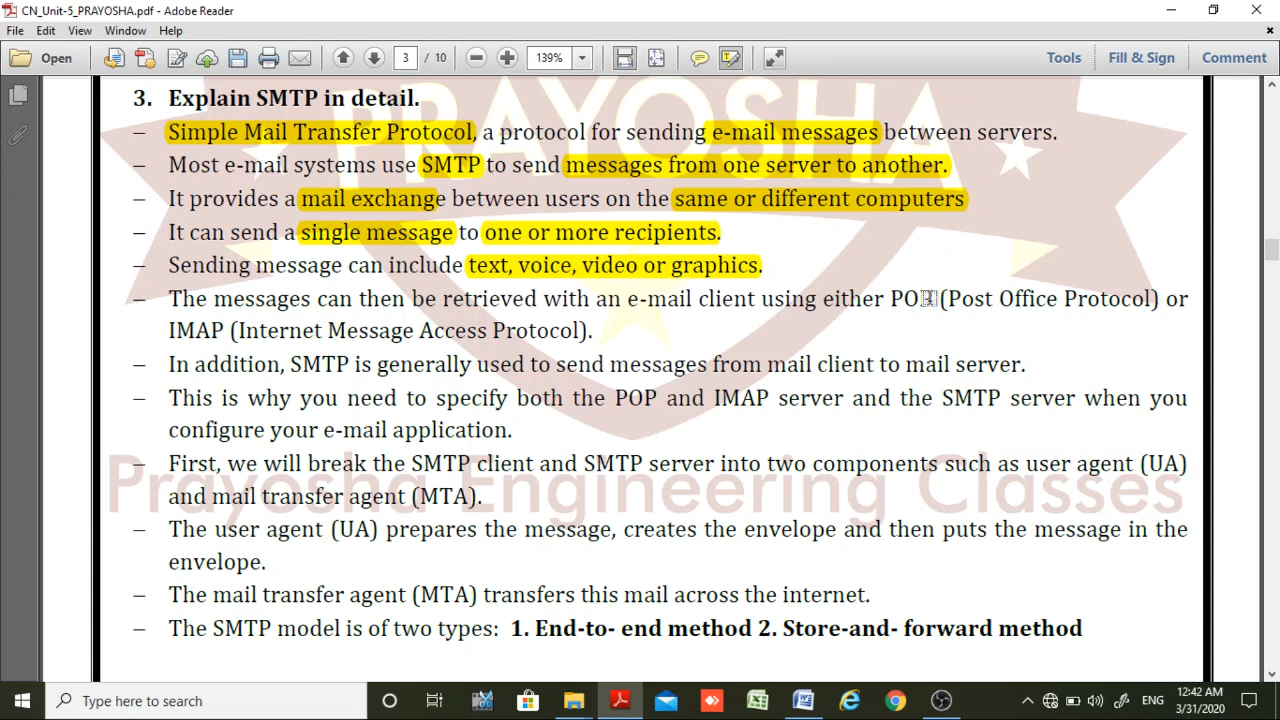 CN_Unit-5_PRAYOSHA.pdf - Adobe Reader
File Edit View Window Help
Open 3 / 10 139% Tools Fill & Sign Comment
PRAYOSHA
3. Explain SMTP in detail.
– Simple Mail Transfer Protocol, a protocol for sending e-mail messages between servers.
– Most e-mail systems use SMTP to send messages from one server to another.
– It provides a mail exchange between users on the same or different computers
– It can send a single message to one or more recipients.
– Sending message can include text, voice, video or graphics.
– The messages can then be retrieved with an e-mail client using either (Post Office Protocol) or
IMAP (Internet Message Access Protocol).
– In addition, SMTP is generally used to send messages from mail client to mail server.
– This is why you need to specify both the POP and IMAP server and the SMTP server when you
configure your e-mail application.
– First, we will break the SMTP client and SMTP server into two components such as user agent (UA)
and mail transfer agent (MTA).
Prayosha Engineering Classes
– The user agent (UA) prepares the message, creates the envelope and then puts the message in the
envelope.
– The mail transfer agent (MTA) transfers this mail across the internet.
– The SMTP model is of two types: 1. End-to- end method 2. Store-and- forward method
Type here to search ENG 12:42 AM
3/31/2020